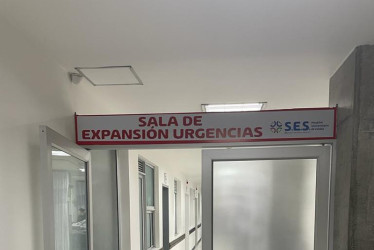 SALA DE
EXPANSIÓN URGENCIAS
SES